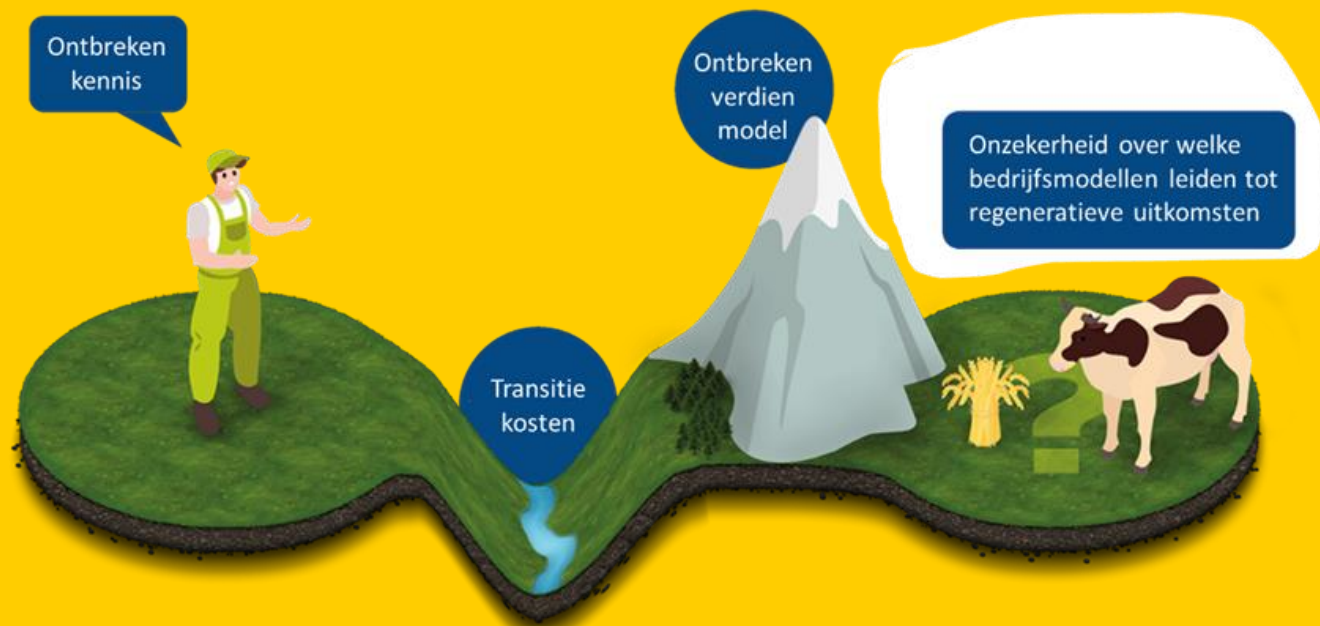 Ontbreken
kennis
Transitie
kosten
Ontbreken
verdien
model
Onzekerheid over welke
bedrijfsmodellen leiden tot
regeneratieve uitkomsten
?